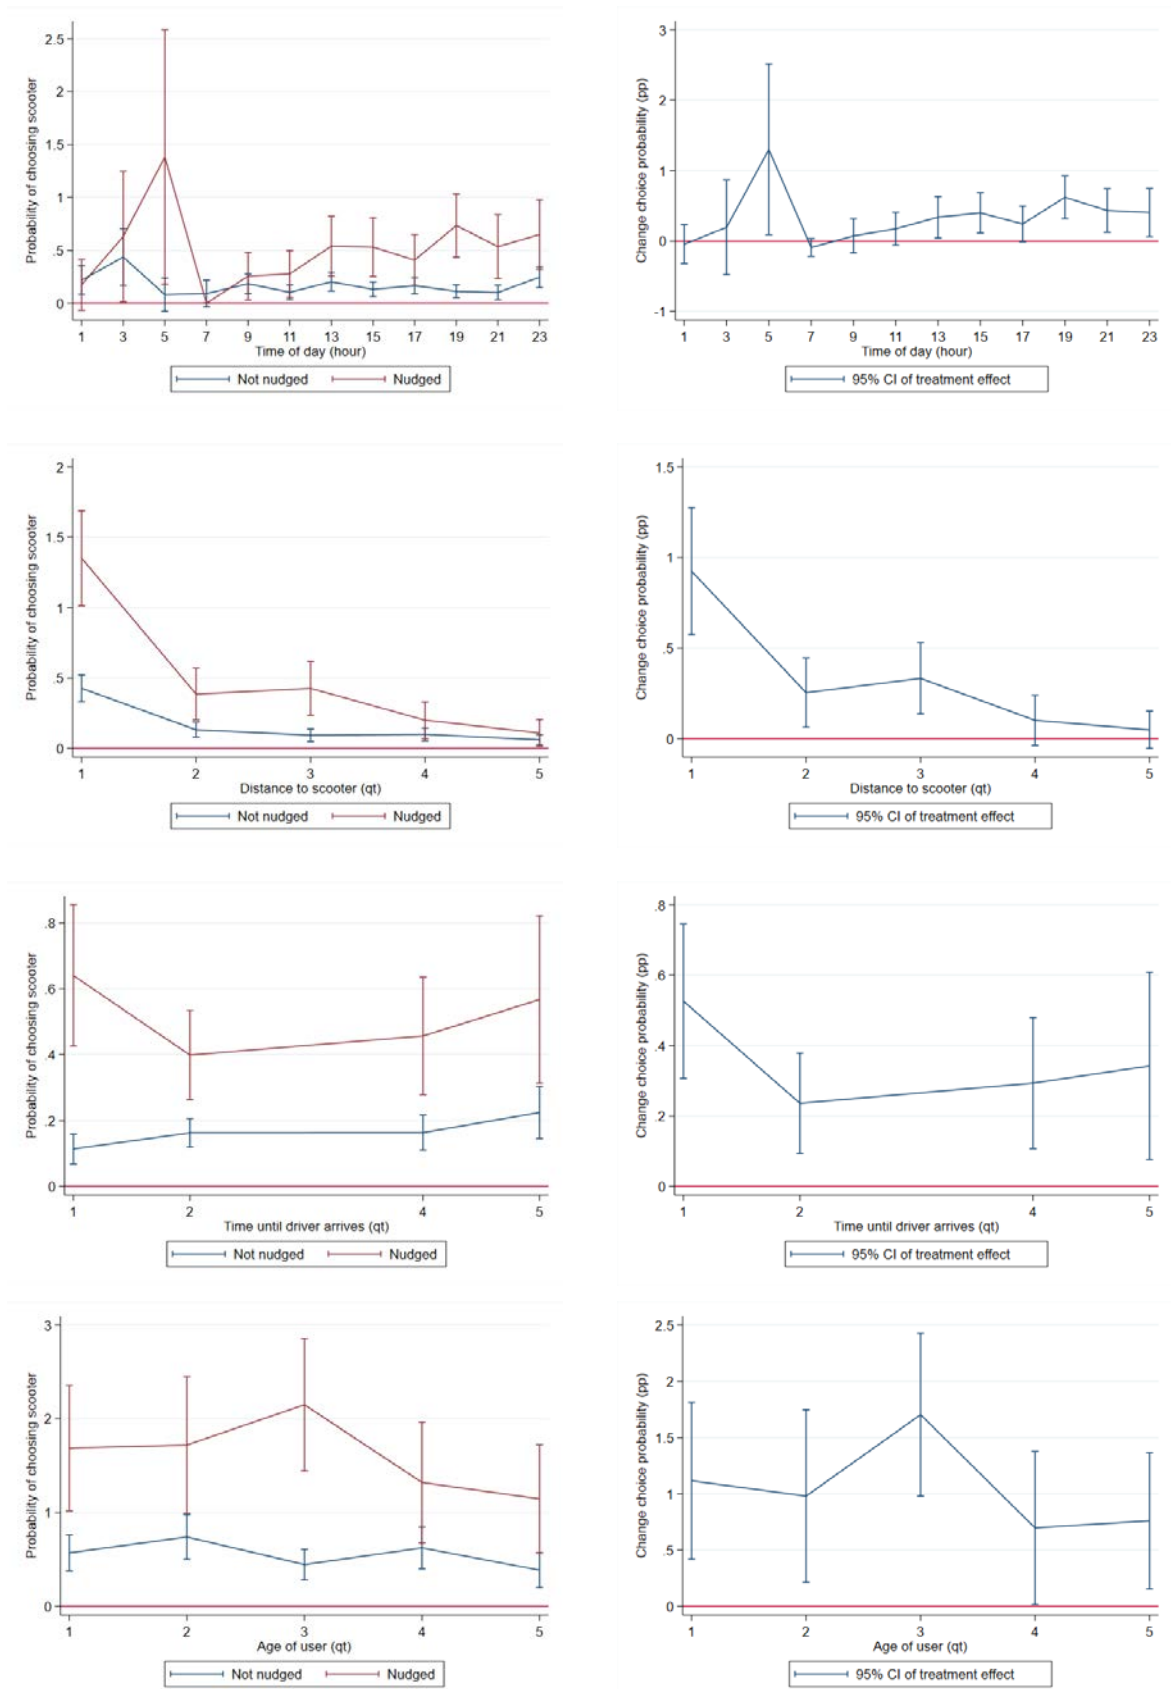 Probability of choosing scooter
2.5
2
1.5
1
.5
0
1 3 5 7 9 11 13 15 17 19 21 23
Time of day (hour)
Not nudged Nudged
Change choice probability (pp)
3
2
1
0
-1
1 3 5 7 9 11 13 15 17 19 21 23
Time of day (hour)
95% CI of treatment effect
Probability of choosing scooter
2
1.5
1
.5
0
1 2 3 4 5
Distance to scooter (qt)
Not nudged Nudged
Change choice probability (pp)
1.5
1
.5
0
1 2 3 4 5
Distance to scooter (qt)
95% CI of treatment effect
Probability of choosing scooter
.8
.6
.4
.2
0
1 2 4 5
Time until driver arrives (qt)
Not nudged Nudged
Change choice probability (pp)
.8
.6
.4
.2
0
1 2 4 5
Time until driver arrives (qt)
95% CI of treatment effect
Probability of choosing scooter
3
2
1
0
1 2 3 4 5
Age of user (qt)
Not nudged Nudged
Change choice probability (pp)
2.5
2
1.5
1
.5
0
1 2 3 4 5
Age of user (qt)
95% CI of treatment effect